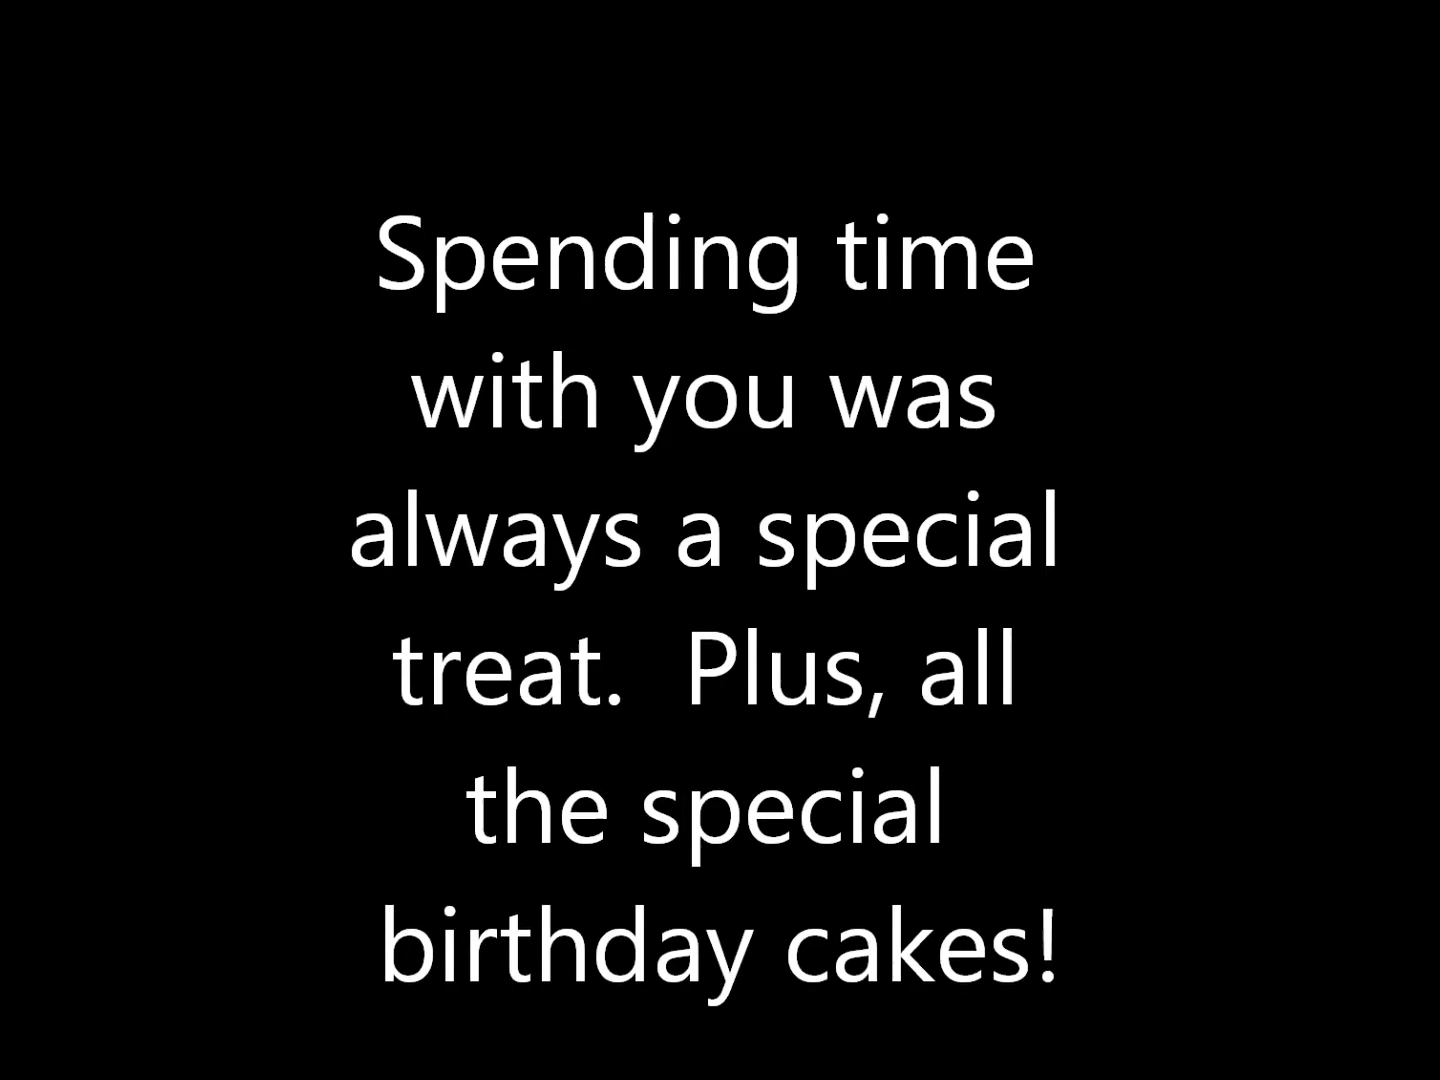 Spending time
with you was
always a special
treat.  Plus, all
the special
birthday cakes!